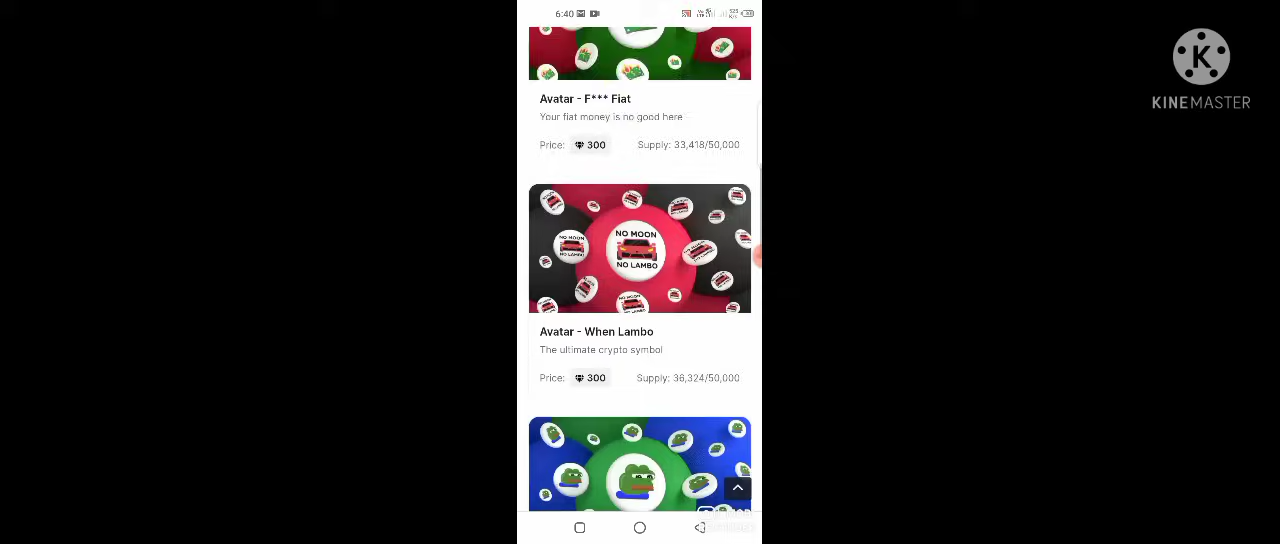 6:40
K
KINEMASTER
Avatar - F*** Fiat
Your fiat money is no good here
Price: 300 Supply: 33,418/50,000
NO MOON
NO LAMBO
Avatar - When Lambo
The ultimate crypto symbol
Price: 300 Supply: 36,324/50,000